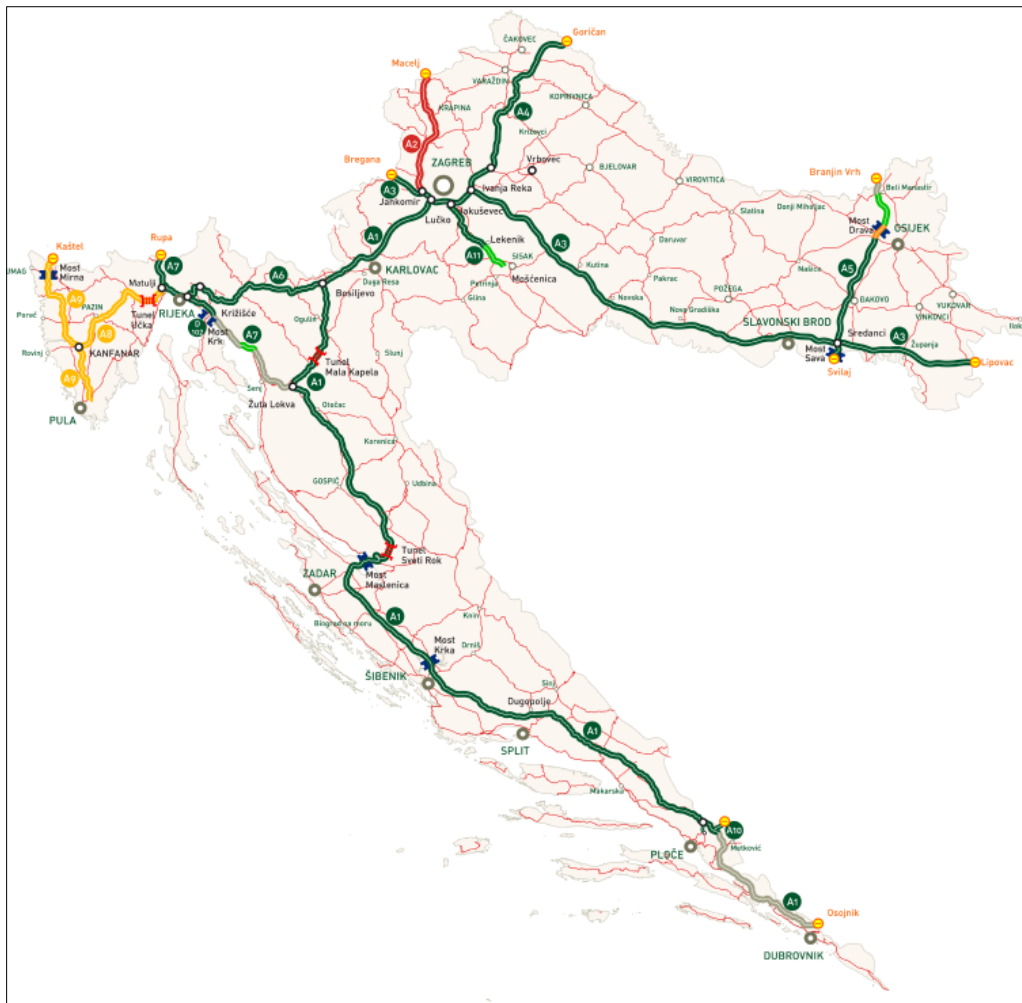 Goričan
ČAKOVEC
Macelj
VARAŽDIN
KRAPINA
KOPRIVNICA
A4
Križevci
A2
ZAGREB
Vrbovec
BJELOVAR
Bregana
VIROVITICA
Branjin Vrh
A3
Ivanja Reka
Beli Manastir
Jankomir
Jakuševec
Slatina
Donji Miholjac
Lučko
Most
Drava
OSIJEK
Rupa
Kaštel
A1
Lekenik
Daruvar
A3
UMAG
Most
Mirna
A7
A6
KARLOVAC
A11
SISAK
Kutina
Našice
A5
Matulji
Duga Resa
Petrinja
Mošćenica
Pakrac
A9
PAZIN
Bosiljevo
Glina
Novska
POŽEGA
ĐAKOVO
VUKOVAR
Poreč
Tunel
Učka
RIJEKA
Križišće
Ogulin
Nova Gradiška
SLAVONSKI BROD
VINKOVCI
Ilok
A8
D
102
Most
Krk
A7
Sredanci
A3
Rovinj
KANFANAR
Slunj
Most
Sava
Županja
Tunel
Mala Kapela
Svilaj
Lipovac
A9
A1
Senj
PULA
Žuta Lokva
Otočac
Korenica
GOSPIĆ
Udbina
Tunel
Sveti Rok
ZADAR
Most
Maslenica
A1
Knin
Biograd na moru
Most
Krka
Drniš
ŠIBENIK
Sinj
Dugopolje
A1
SPLIT
Makarska
A10
PLOČE
Metković
A1
Osojnik
DUBROVNIK